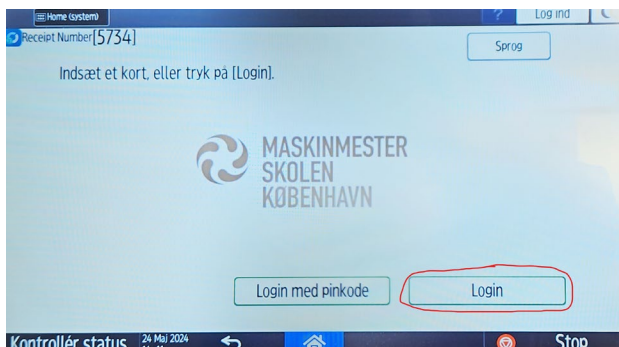 Home (system)
? Log ind
Receipt Number[5734]
Sprog
Indsæt et kort, eller tryk på [Login].
MASKINMESTER
SKOLEN
KØBENHAVN
Login med pinkode
Login
Kontrollér status 24 Maj 2024
Stop